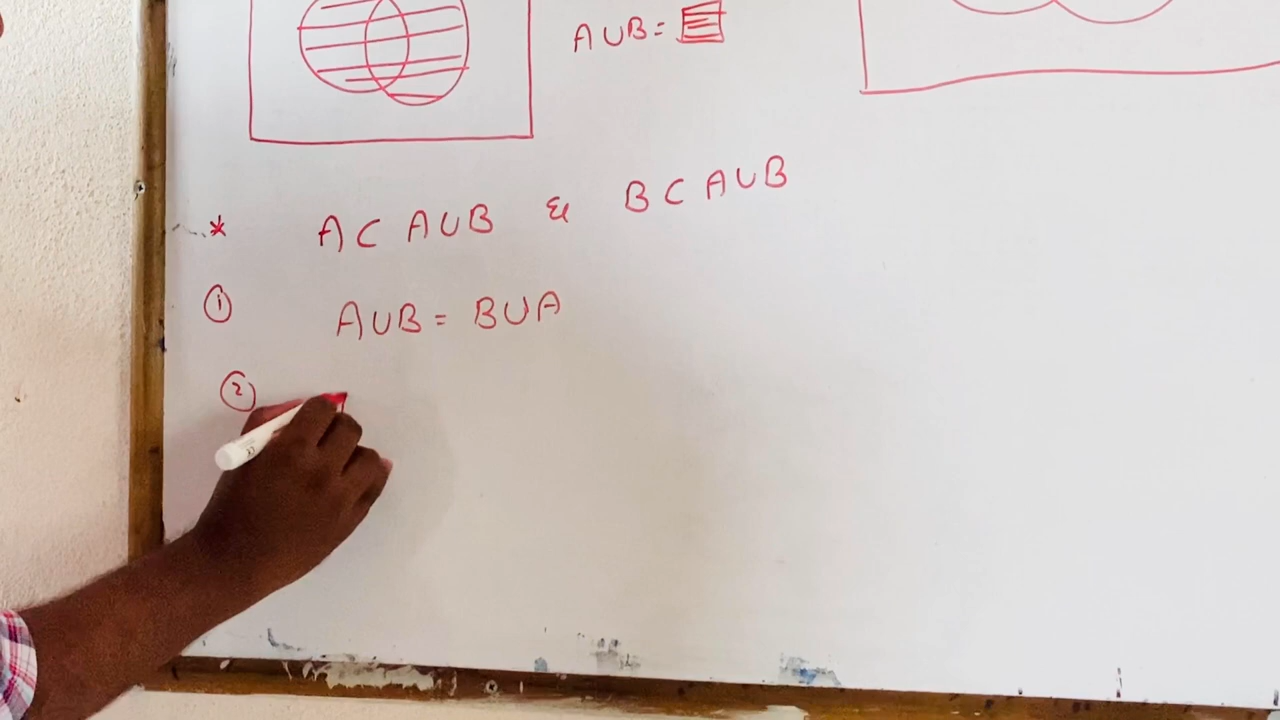 A ∪ B =
* A ⊂ A ∪ B & B ⊂ A ∪ B
① A ∪ B = B ∪ A
②